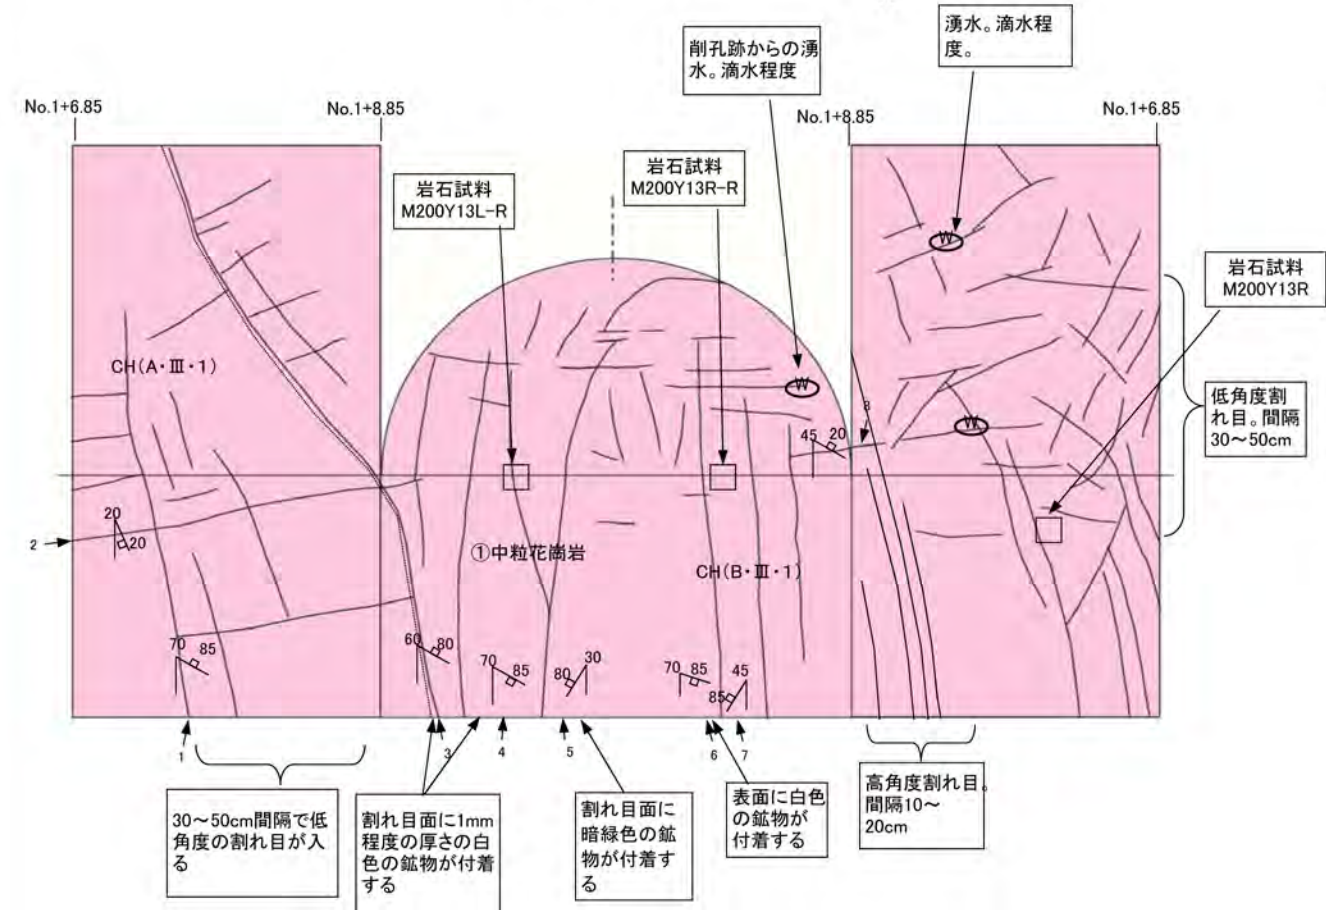 湧水。滴水程
度。
削孔跡からの湧
水。滴水程度
No.1+6.85
No.1+8.85
No.1+8.85
No.1+6.85
岩石試料
M200Y13L-R
岩石試料
M200Y13R-R
W
岩石試料
M200Y13R
CH(A・Ⅲ・1)
W
低角度割
れ目。間隔
30~50cm
8
W
45 20
20
20
2
①中粒花崗岩
CH(B・Ⅲ・1)
70 85
60 80
70 85
80 30
70 85
85 45
1
3
4
5
6
7
30~50cm間隔で低
角度の割れ目が入
る
割れ目面に1mm
程度の厚さの白
色の鉱物が付着
する
割れ目面に
暗緑色の鉱
物が付着す
る
表面に白色
の鉱物が
付着する
高角度割れ目。
間隔10~
20cm